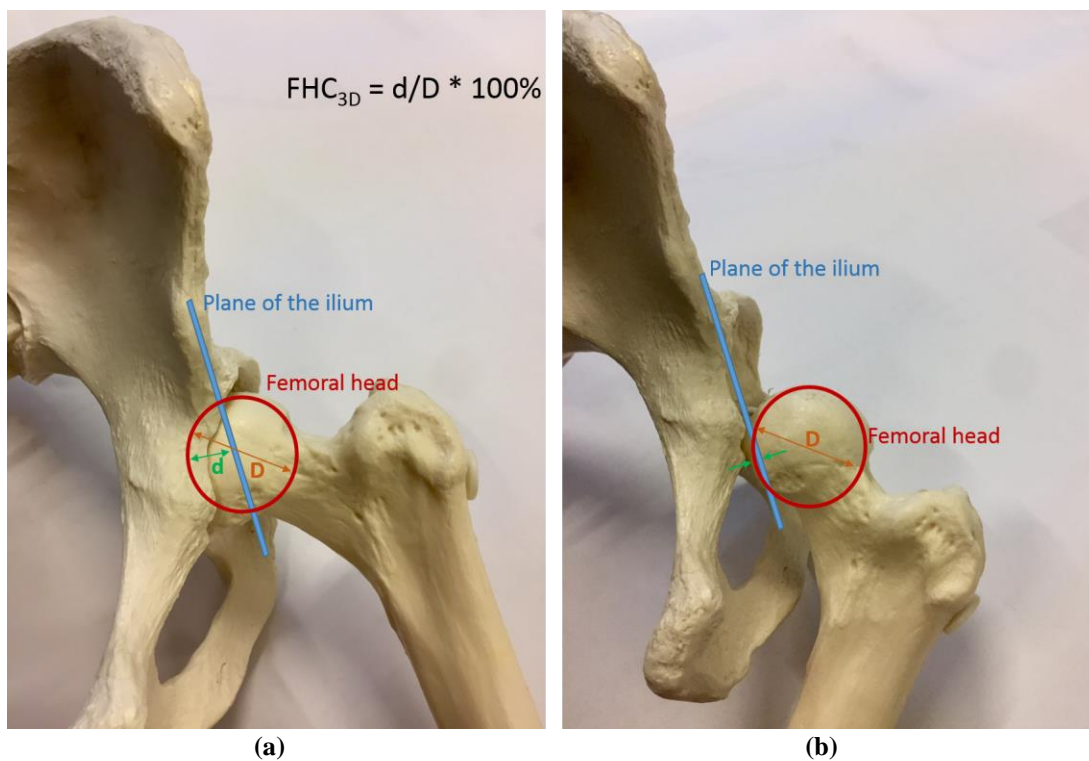 FHC3D = d/D * 100%
Plane of the ilium
Femoral head
d
D
(a)
Plane of the ilium
D
Femoral head
(b)